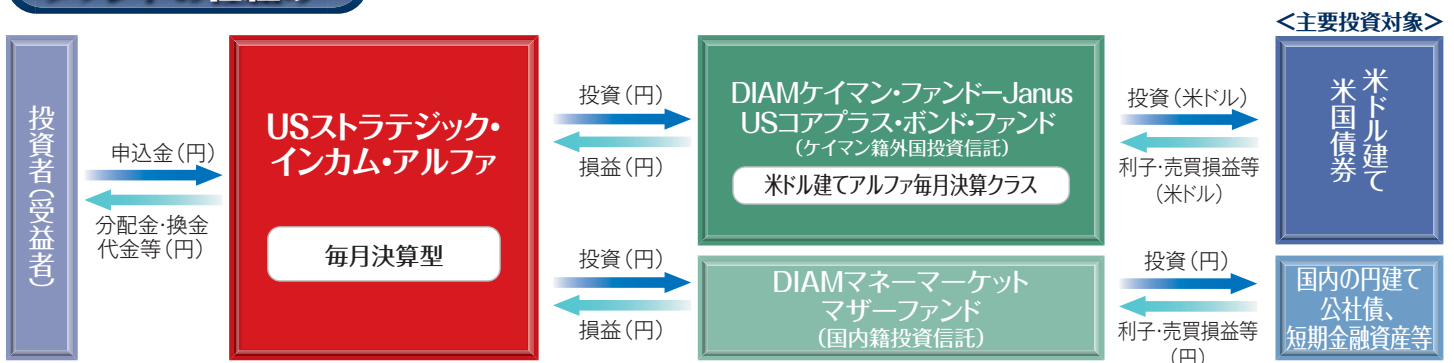 <主要投資対象>
投資者(受益者)
申込金(円)
分配金・換金
代金等(円)
USストラテジック・
インカム・アルファ
毎月決算型
投資(円)
損益(円)
投資(円)
損益(円)
DIAMケイマン・ファンドーJanus
USコアプラス・ボンド・ファンド
(ケイマン籍外国投資信託)
米ドル建てアルファ毎月決算クラス
DIAMマネーマーケット
マザーファンド
(国内籍投資信託)
投資(米ドル)
利子・売買損益等
(米ドル)
投資(円)
利子・売買損益等
(円)
米ドル建て
米国債券
国内の円建て
公社債、
短期金融資産等